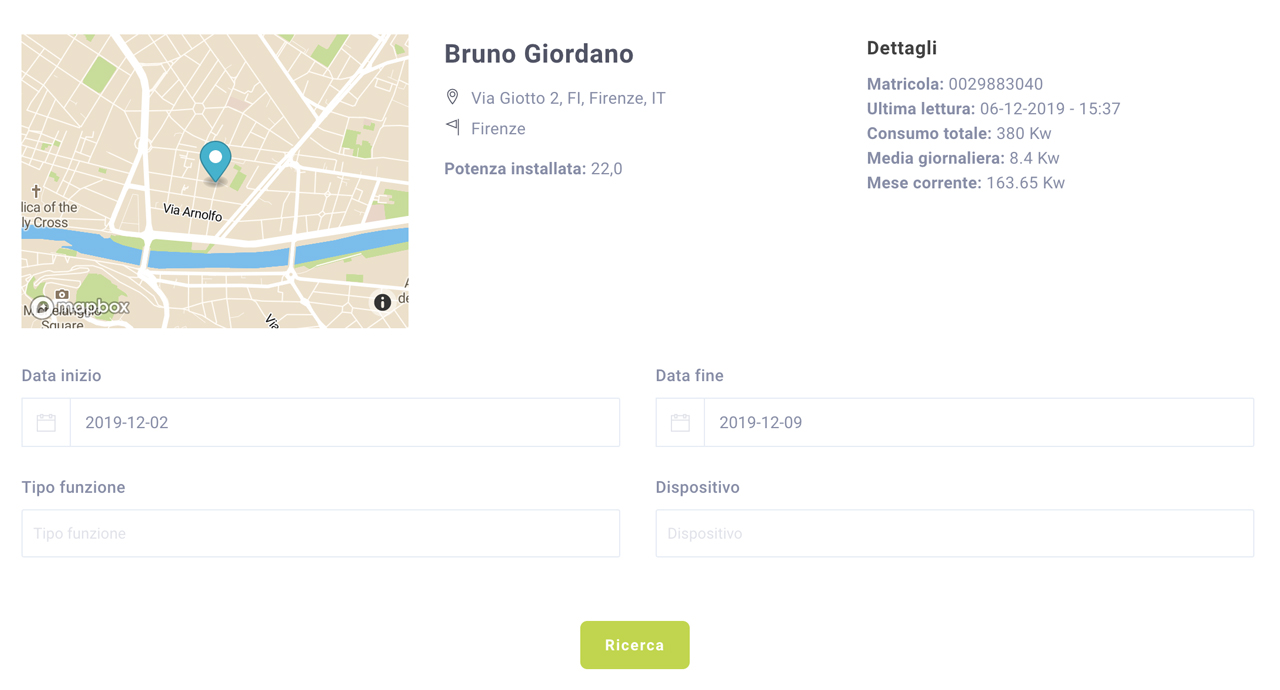 Bruno Giordano
Via Giotto 2, FI, Firenze, IT
Firenze
Potenza installata: 22,0
Dettagli
Matricola: 0029883040
Ultima lettura: 06-12-2019 - 15:37
Consumo totale: 380 Kw
Media giornaliera: 8.4 Kw
Mese corrente: 163.65 Kw
lica of the
ly Cross
Via Arnolfo
mapbox
Square
Via
Data inizio
2019-12-02
Data fine
2019-12-09
Tipo funzione
Tipo funzione
Dispositivo
Dispositivo
Ricerca